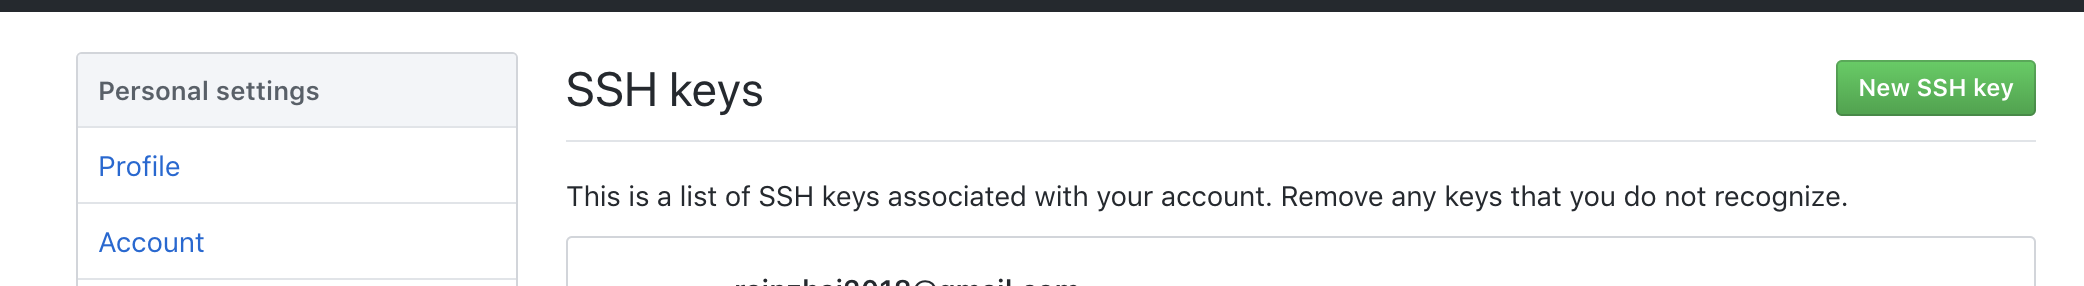 Personal settings
Profile
Account
SSH keys
New SSH key
This is a list of SSH keys associated with your account. Remove any keys that you do not recognize.